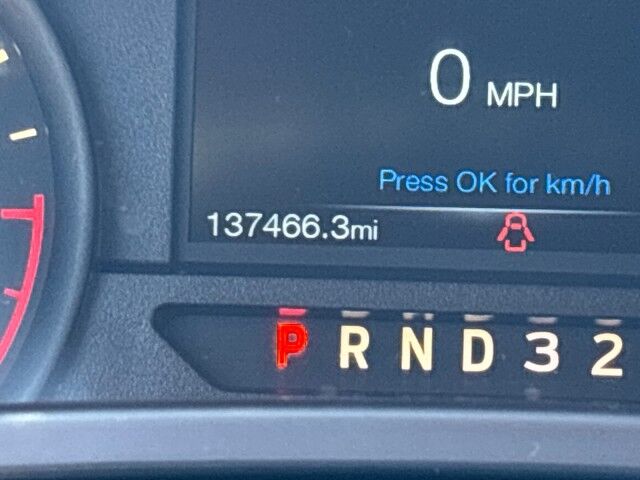 0 MPH
Press OK for km/h
137466.3mi
P R N D 3 2